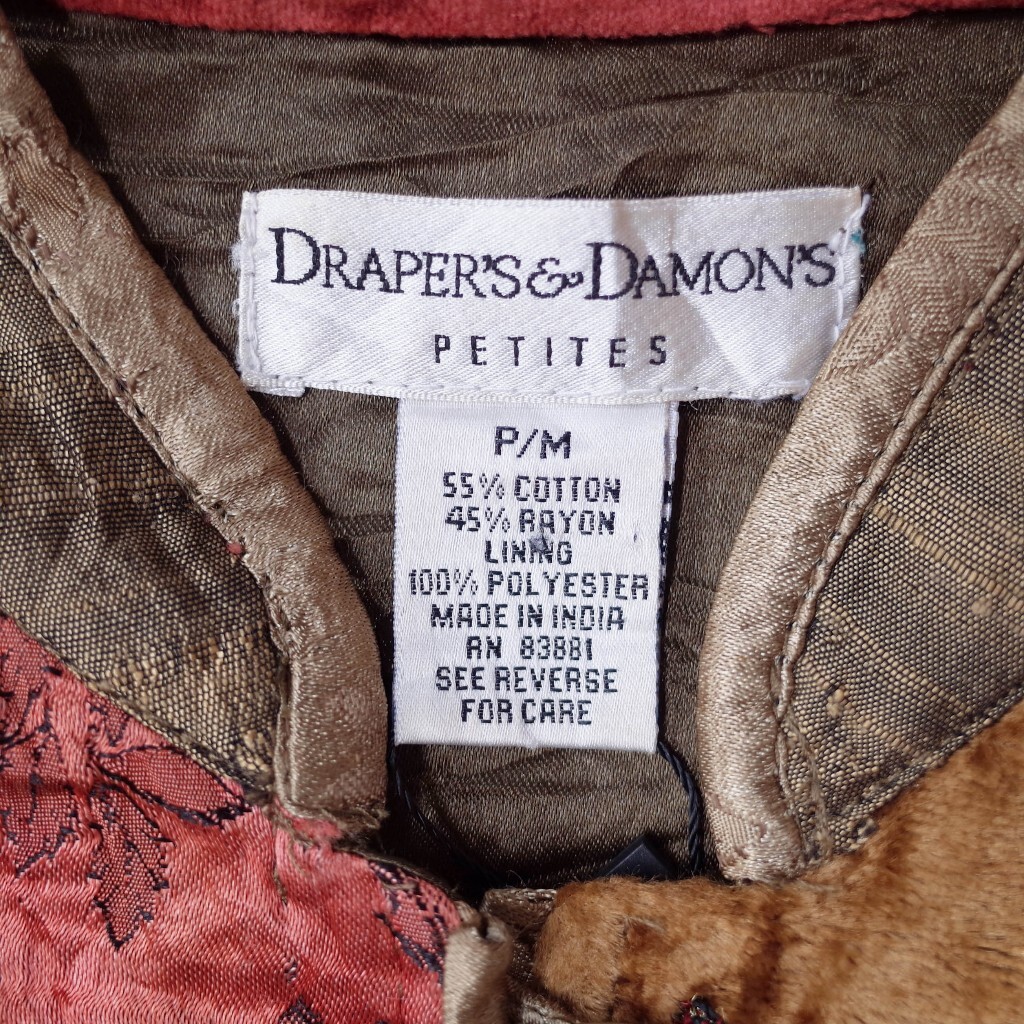 DRAPER'S & DAMON'S
PETITES
P/M
55% COTTON
45% RAYON
LINING
100% POLYESTER
MADE IN INDIA
RN 83881
SEE REVERSE
FOR CARE